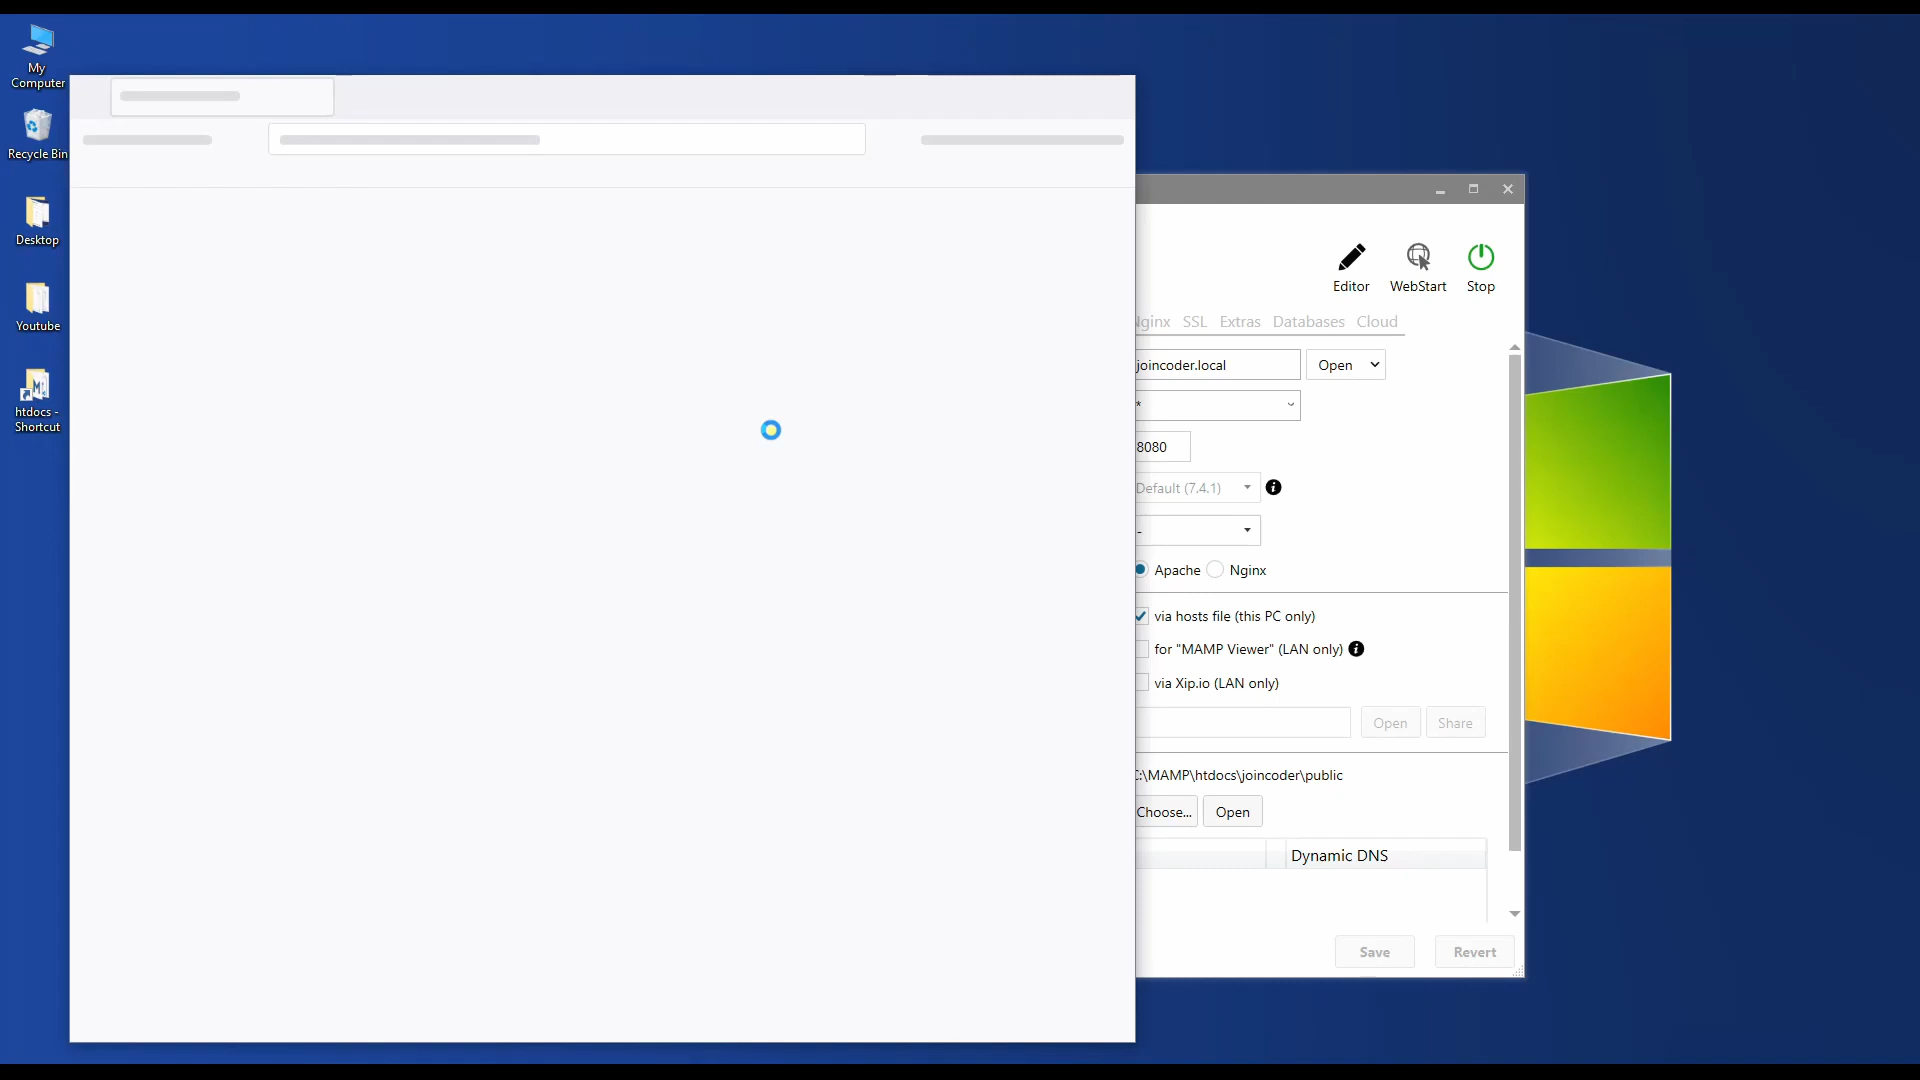 My
Computer
Recycle Bin
Desktop
Youtube
htdocs -
Shortcut
Editor
WebStart
Stop
Nginx
SSL
Extras
Databases
Cloud
joincoder.local
Open
*
8080
Default (7.4.1)
-
Apache
Nginx
via hosts file (this PC only)
for "MAMP Viewer" (LAN only)
via Xip.io (LAN only)
Open
Share
C:\MAMP\htdocs\joincoder\public
Choose...
Open
Dynamic DNS
Save
Revert